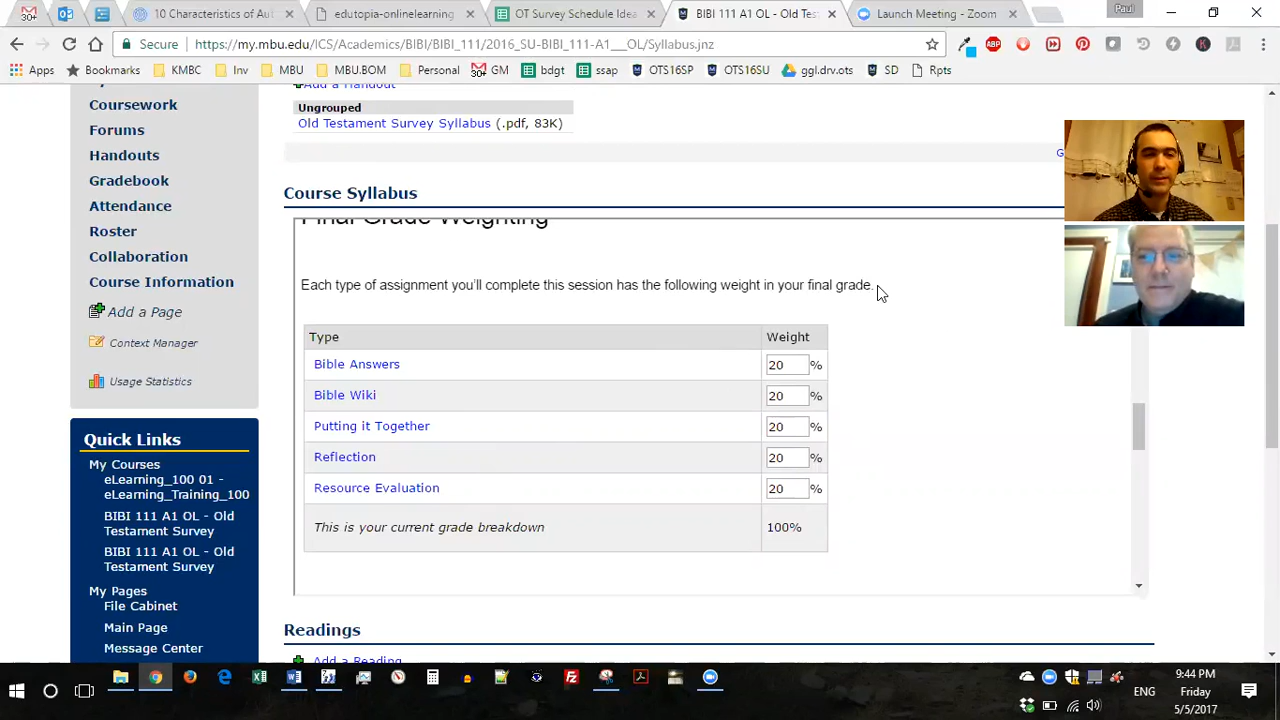 10 Characteristics of Aut
edutopia-onlinelearning
OT Survey Schedule Idea
BIBI 111 A1 OL - Old Test
Launch Meeting - Zoom
Paul
Secure
https://my.mbu.edu/ICS/Academics/BIBI/BIBI_111/2016_SU-BIBI_111-A1___OL/Syllabus.jnz
Apps Bookmarks KMBC Inv MBU MBU:BOM Personal GM bdgt ssap OTS16SP OTS16SU ggl.drv.ots SD Rpts
Coursework
Forums
Handouts
Gradebook
Attendance
Roster
Collaboration
Course Information
Add a Page
Context Manager
Usage Statistics
Quick Links
My Courses
eLearning_100 01 -
eLearning_Training_100
BIBI 111 A1 OL - Old
Testament Survey
BIBI 111 A1 OL - Old
Testament Survey
My Pages
File Cabinet
Main Page
Message Center
Add a Handout
Ungrouped
Old Testament Survey Syllabus (.pdf, 83K)
G
Course Syllabus
Final Grade Weighting
Each type of assignment you'll complete this session has the following weight in your final grade.
Type Weight
Bible Answers 20 %
Bible Wiki 20 %
Putting it Together 20 %
Reflection 20 %
Resource Evaluation 20 %
This is your current grade breakdown 100%
Readings
Add a Reading
ENG
9:44 PM
Friday
5/5/2017